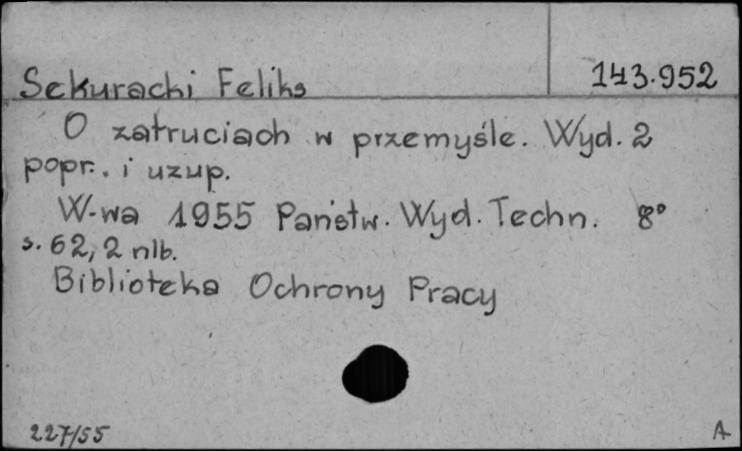 Sekuracki Feliks 143.952
O zatruciach w przemyśle. Wyd. 2
popr. i uzup.
W-wa 1955 Państw. Wyd. Techn. 8°
s. 62, 2 nlb.
Biblioteka Ochrony Pracy
227/55 A